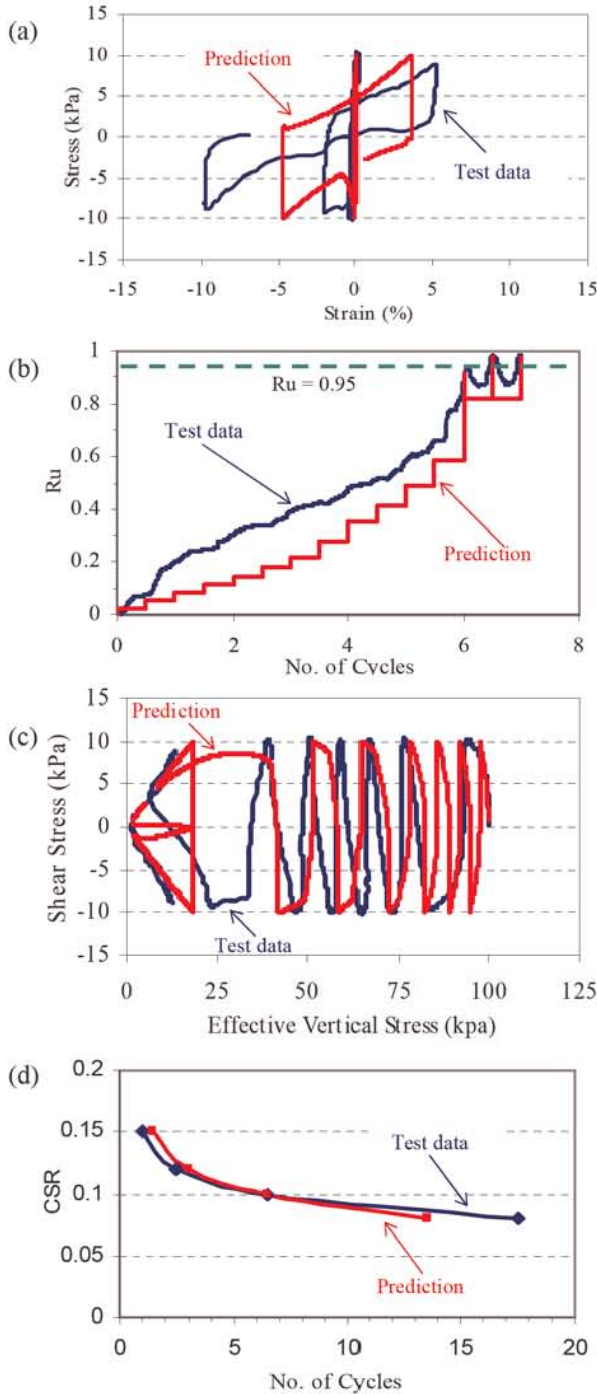 (a)
15
10
5
0
-5
-10
-15
Stress (kPa)
Prediction
Test data
-15 -10 -5 0 5 10 15
Strain (%)
(b)
1
0.8
0.6
0.4
0.2
0
Ru
Ru = 0.95
Test data
Prediction
0 2 4 6 8
No. of Cycles
(c)
15
10
5
0
-5
-10
-15
Shear Stress (kPa)
Prediction
Test data
0 25 50 75 100 125
Effective Vertical Stress (kpa)
(d)
0.2
0.15
0.1
0.05
0
CSR
Test data
Prediction
0 5 10 15 20
No. of Cycles